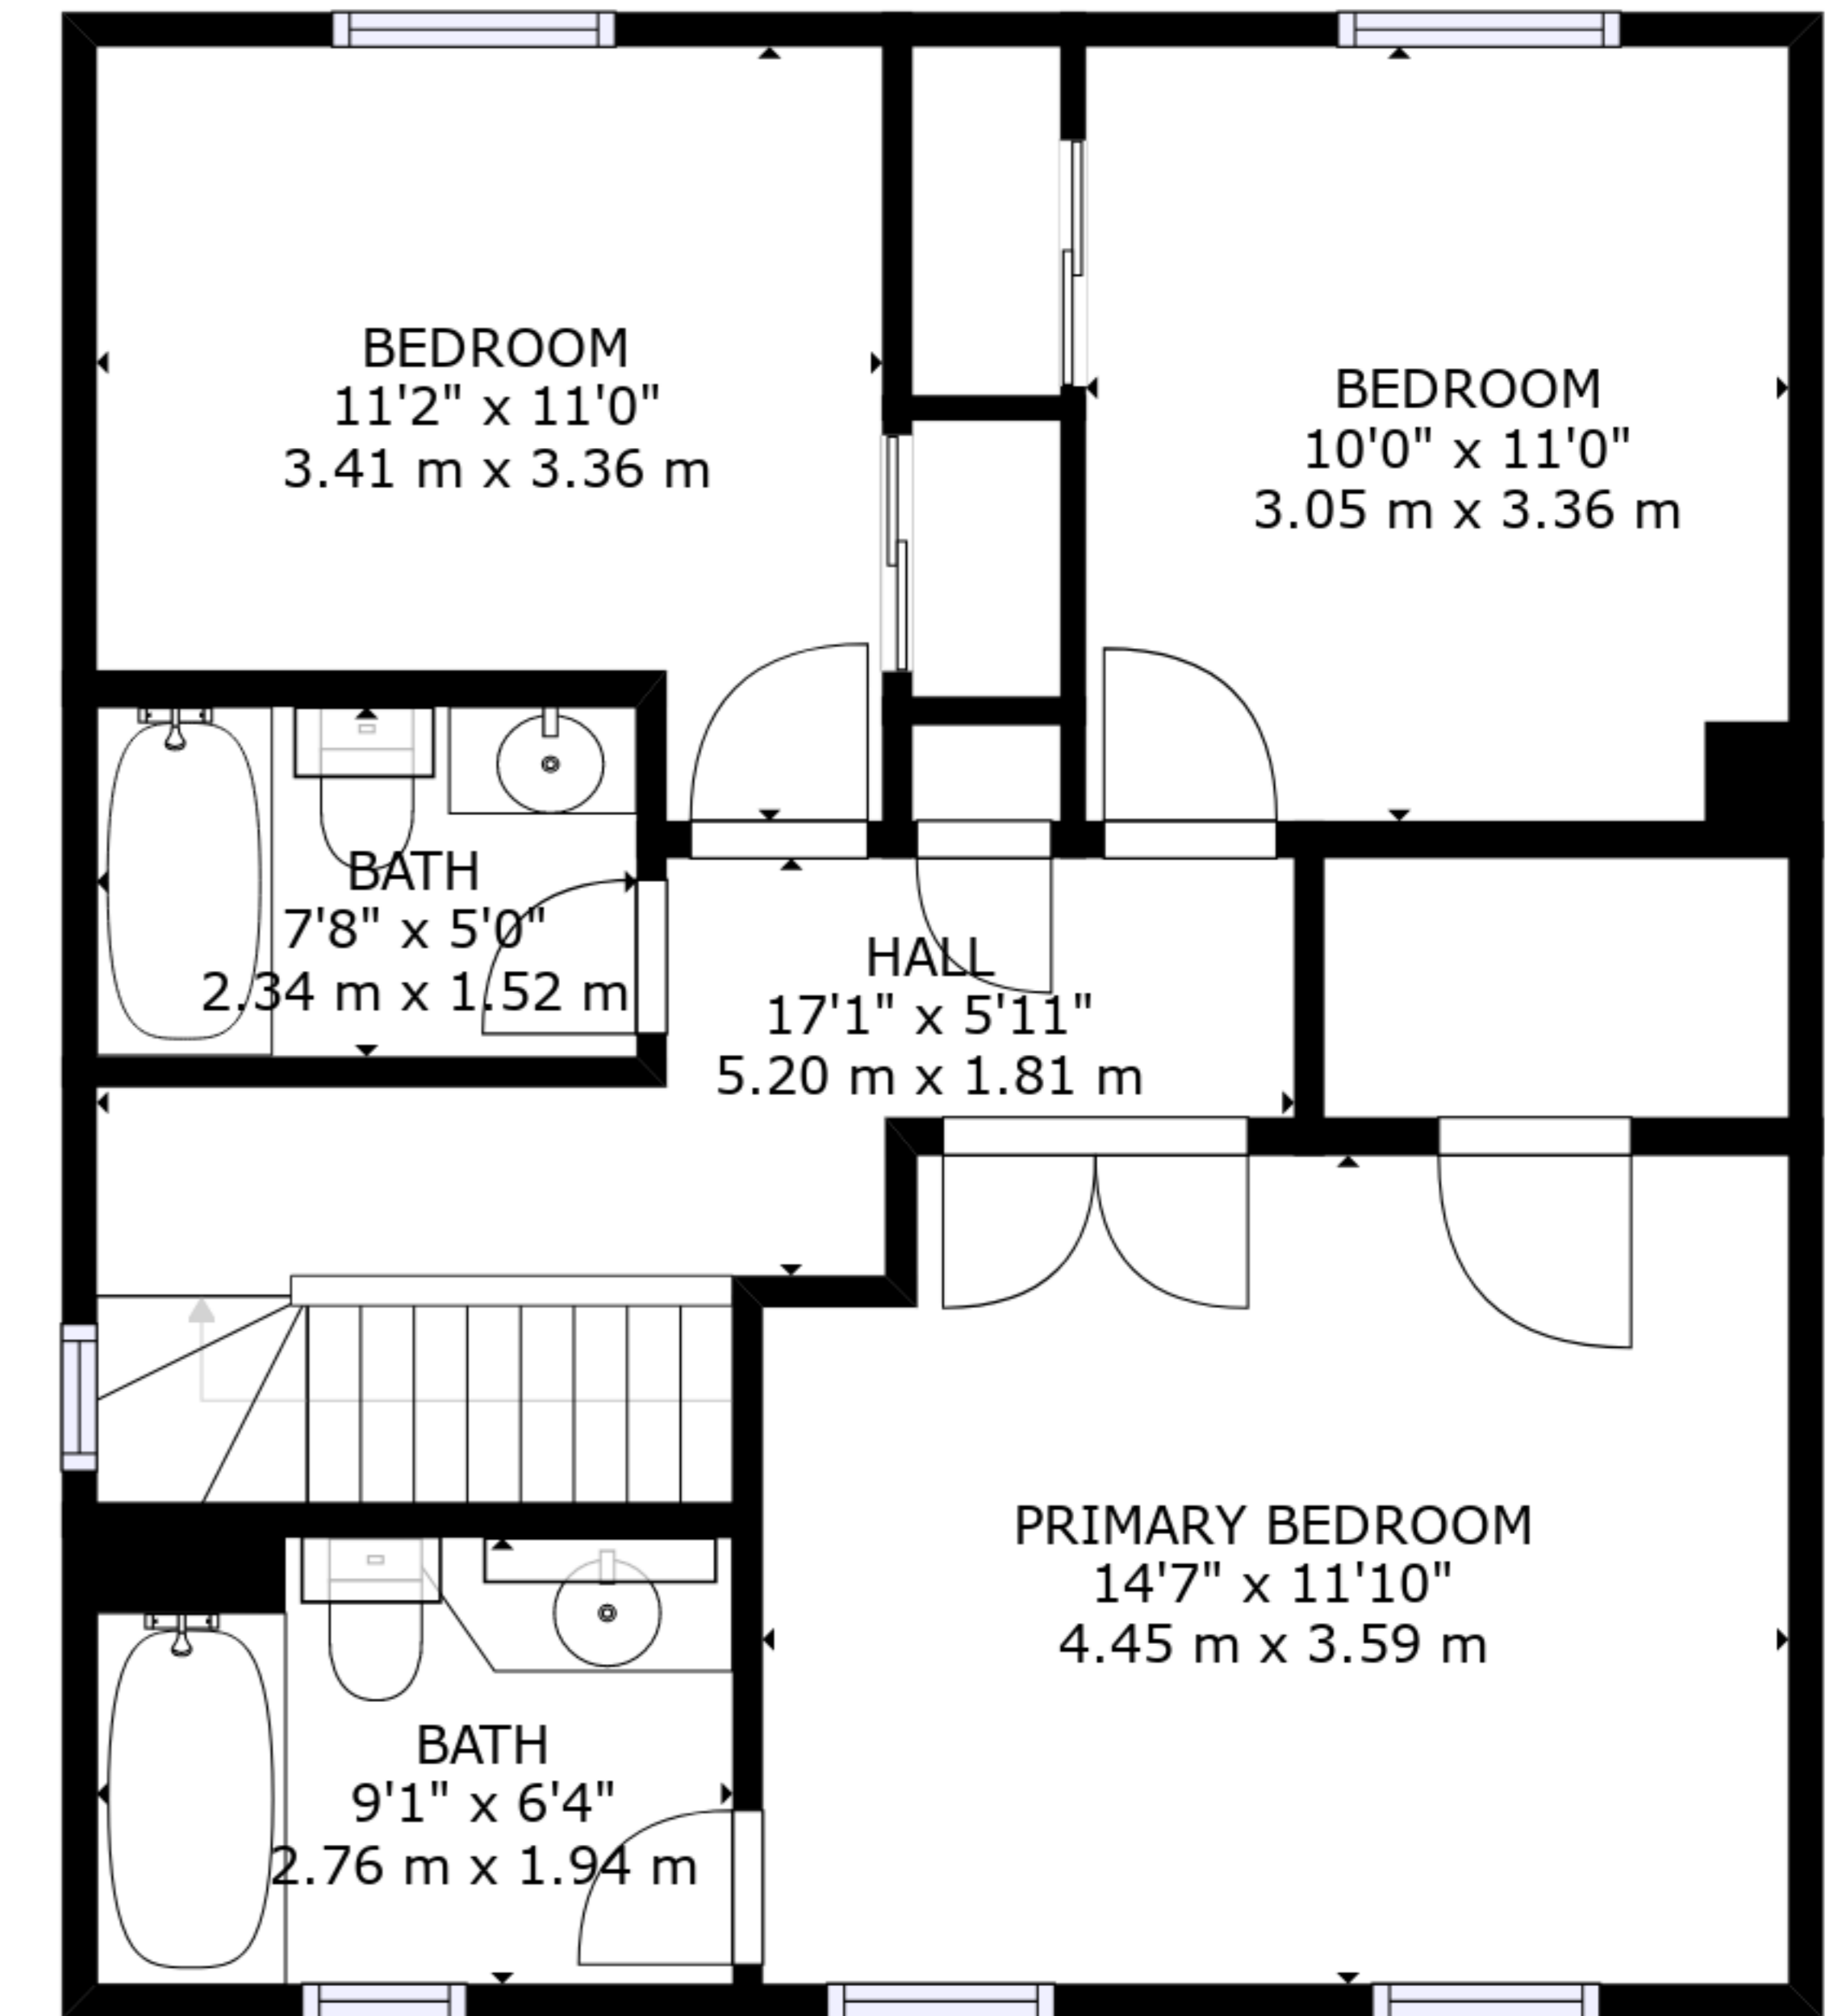 BEDROOM
11'2" x 11'0"
3.41 m x 3.36 m
BEDROOM
10'0" x 11'0"
3.05 m x 3.36 m
BATH
7'8" x 5'0"
2.34 m x 1.52 m
HALL
17'1" x 5'11"
5.20 m x 1.81 m
PRIMARY BEDROOM
14'7" x 11'10"
4.45 m x 3.59 m
BATH
9'1" x 6'4"
2.76 m x 1.94 m